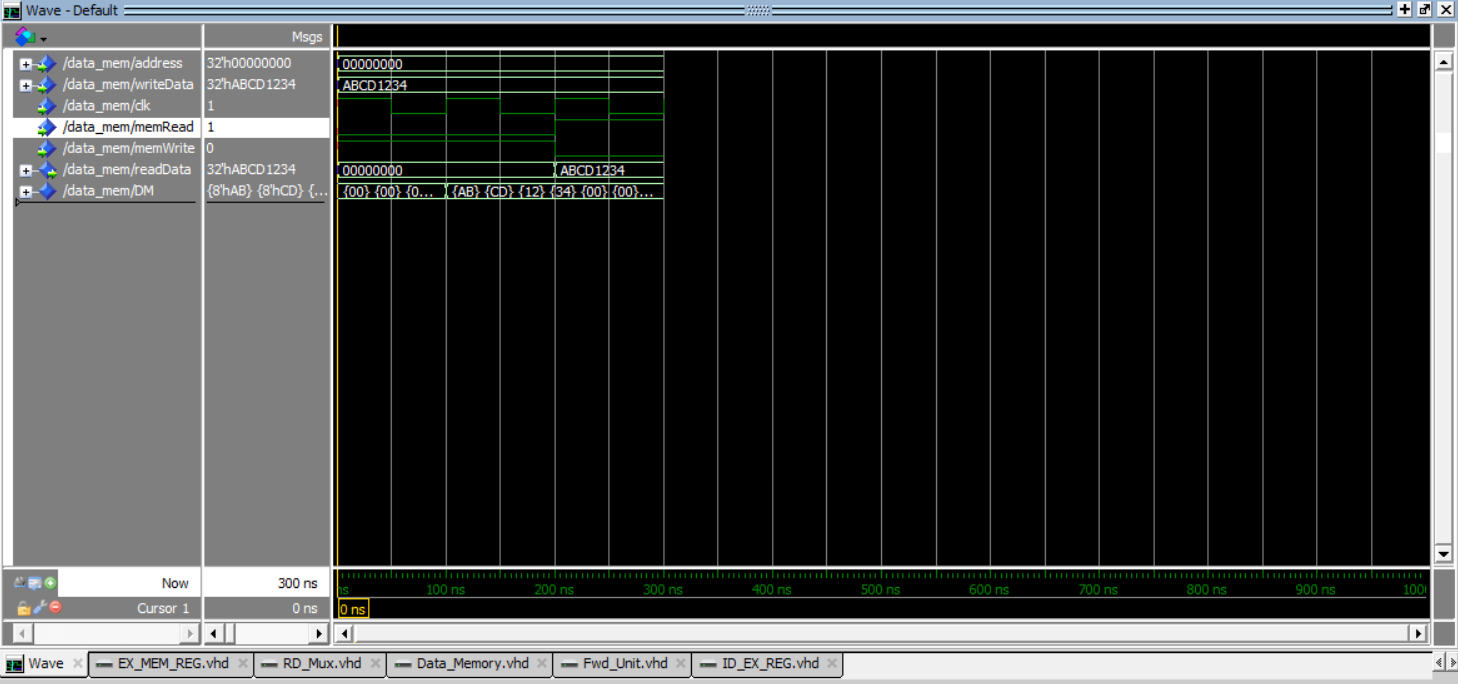 Wave - Default
Msgs
/data_mem/address 32'h00000000 00000000
/data_mem/writeData 32'hABCD1234 ABCD1234
/data_mem/clk 1
/data_mem/memRead 1
/data_mem/memWrite 0
/data_mem/readData 32'hABCD1234 00000000 ABCD1234
/data_mem/DM {8'hAB} {8'hCD} {... {00} {00} {0... {AB} {CD} {12} {34} {00} {00}...
Now 300 ns ns 100 ns 200 ns 300 ns 400 ns 500 ns 600 ns 700 ns 800 ns 900 ns 100
Cursor 1 0 ns 0 ns
Wave EX_MEM_REG.vhd RD_Mux.vhd Data_Memory.vhd Fwd_Unit.vhd ID_EX_REG.vhd